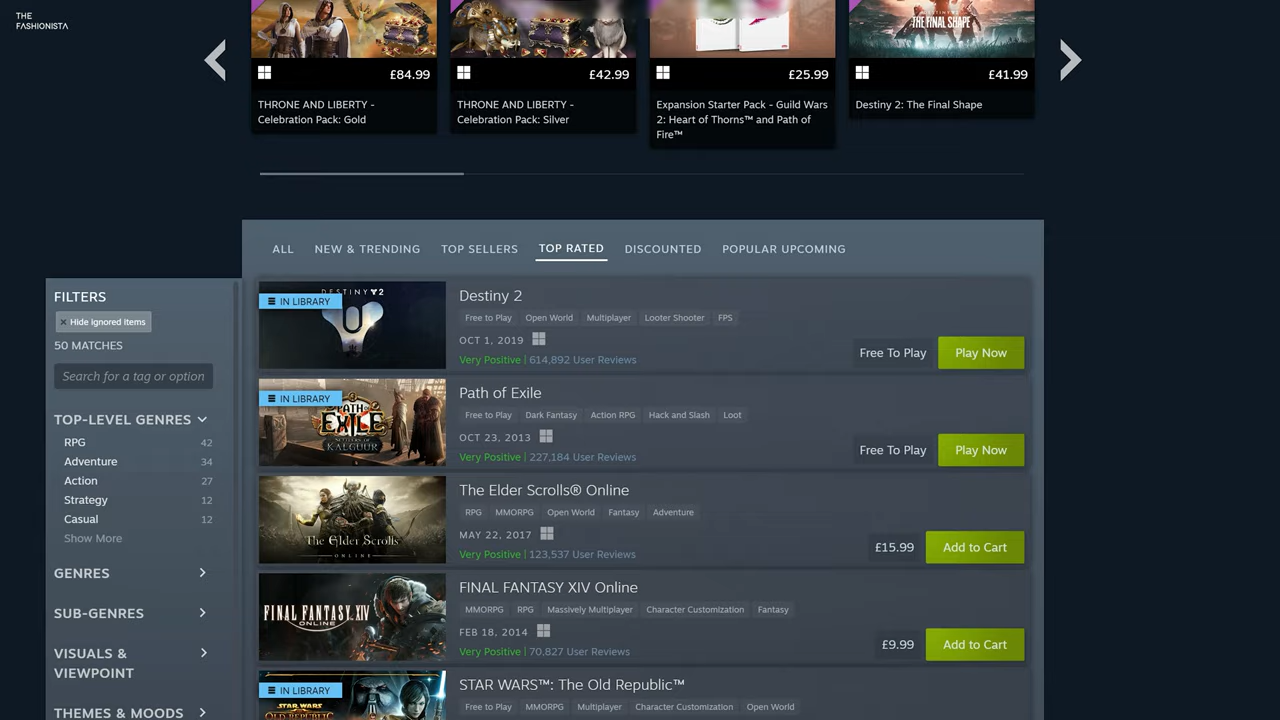 THE
FASHIONISTA
THE FINAL SHAPE
£84.99
£42.99
£25.99
£41.99
THRONE AND LIBERTY -
Celebration Pack: Gold
THRONE AND LIBERTY -
Celebration Pack: Silver
Expansion Starter Pack - Guild Wars
2: Heart of Thorns™ and Path of
Fire™
Destiny 2: The Final Shape
ALL
NEW & TRENDING
TOP SELLERS
TOP RATED
DISCOUNTED
POPULAR UPCOMING
FILTERS
× Hide ignored items
50 MATCHES
Search for a tag or option
TOP-LEVEL GENRES
RPG 42
Adventure 34
Action 27
Strategy 12
Casual 12
Show More
GENRES
SUB-GENRES
VISUALS &
VIEWPOINT
THEMES & MOODS
DESTINY 2
IN LIBRARY
Destiny 2
Free to Play Open World Multiplayer Looter Shooter FPS
OCT 1, 2019
Very Positive | 614,892 User Reviews
Free To Play
Play Now
IN LIBRARY
PATH OF
EXILE
SETTLERS OF
KALGUUR
Path of Exile
Free to Play Dark Fantasy Action RPG Hack and Slash Loot
OCT 23, 2013
Very Positive | 227,184 User Reviews
Free To Play
Play Now
The Elder Scrolls
ONLINE
The Elder Scrolls® Online
RPG MMORPG Open World Fantasy Adventure
MAY 22, 2017
Very Positive | 123,537 User Reviews
£15.99
Add to Cart
FINAL FANTASY XIV
ONLINE
FINAL FANTASY XIV Online
MMORPG RPG Massively Multiplayer Character Customization Fantasy
FEB 18, 2014
Very Positive | 70,827 User Reviews
£9.99
Add to Cart
IN LIBRARY
STAR WARS
OLD REPUBLIC
STAR WARS™: The Old Republic™
Free to Play MMORPG Multiplayer Character Customization Open World